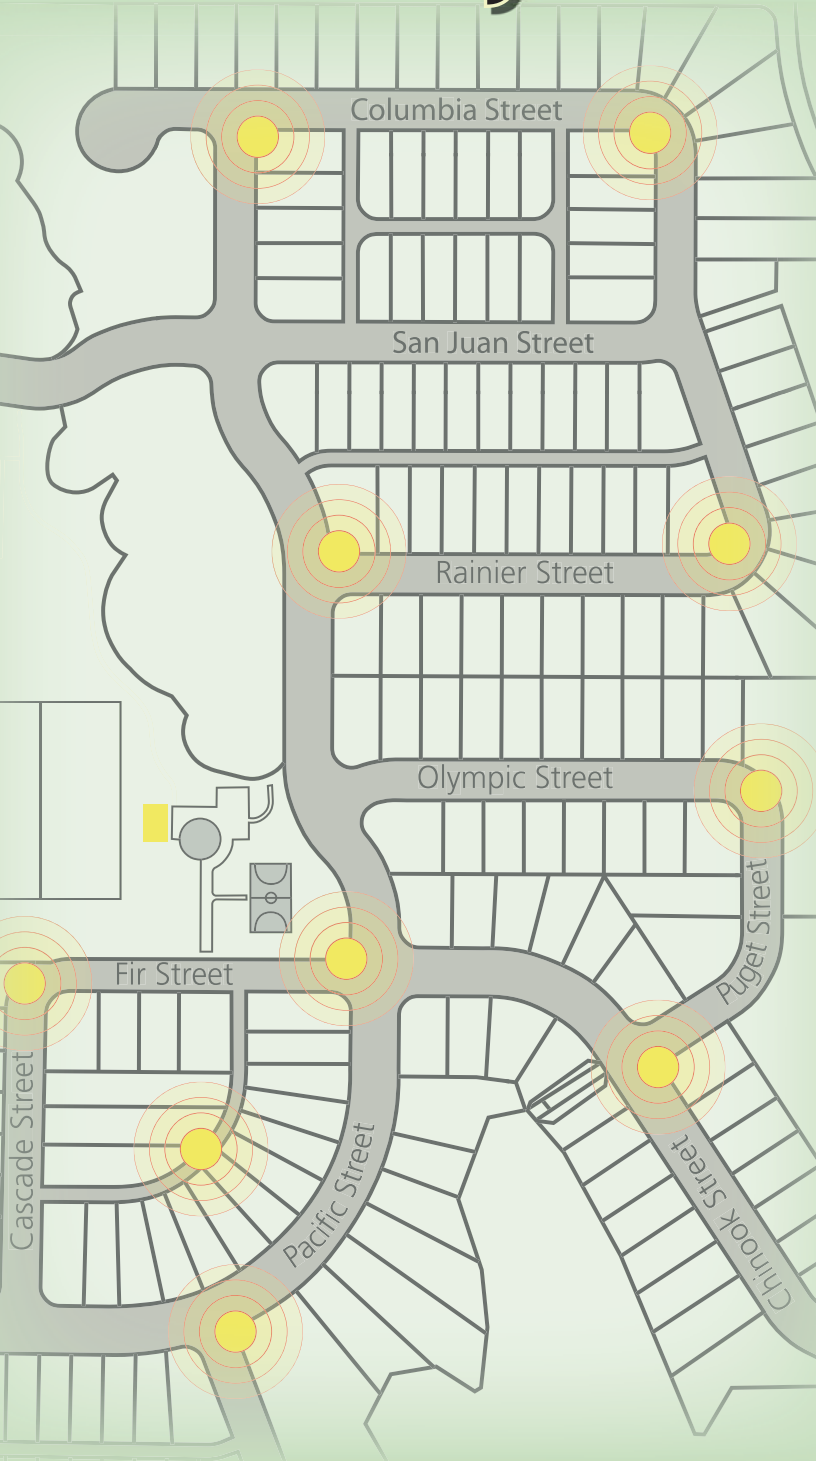 Columbia Street
San Juan Street
Rainier Street
Olympic Street
Puget Street
Fir Street
Cascade Street
Pacific Street
Chinook Street